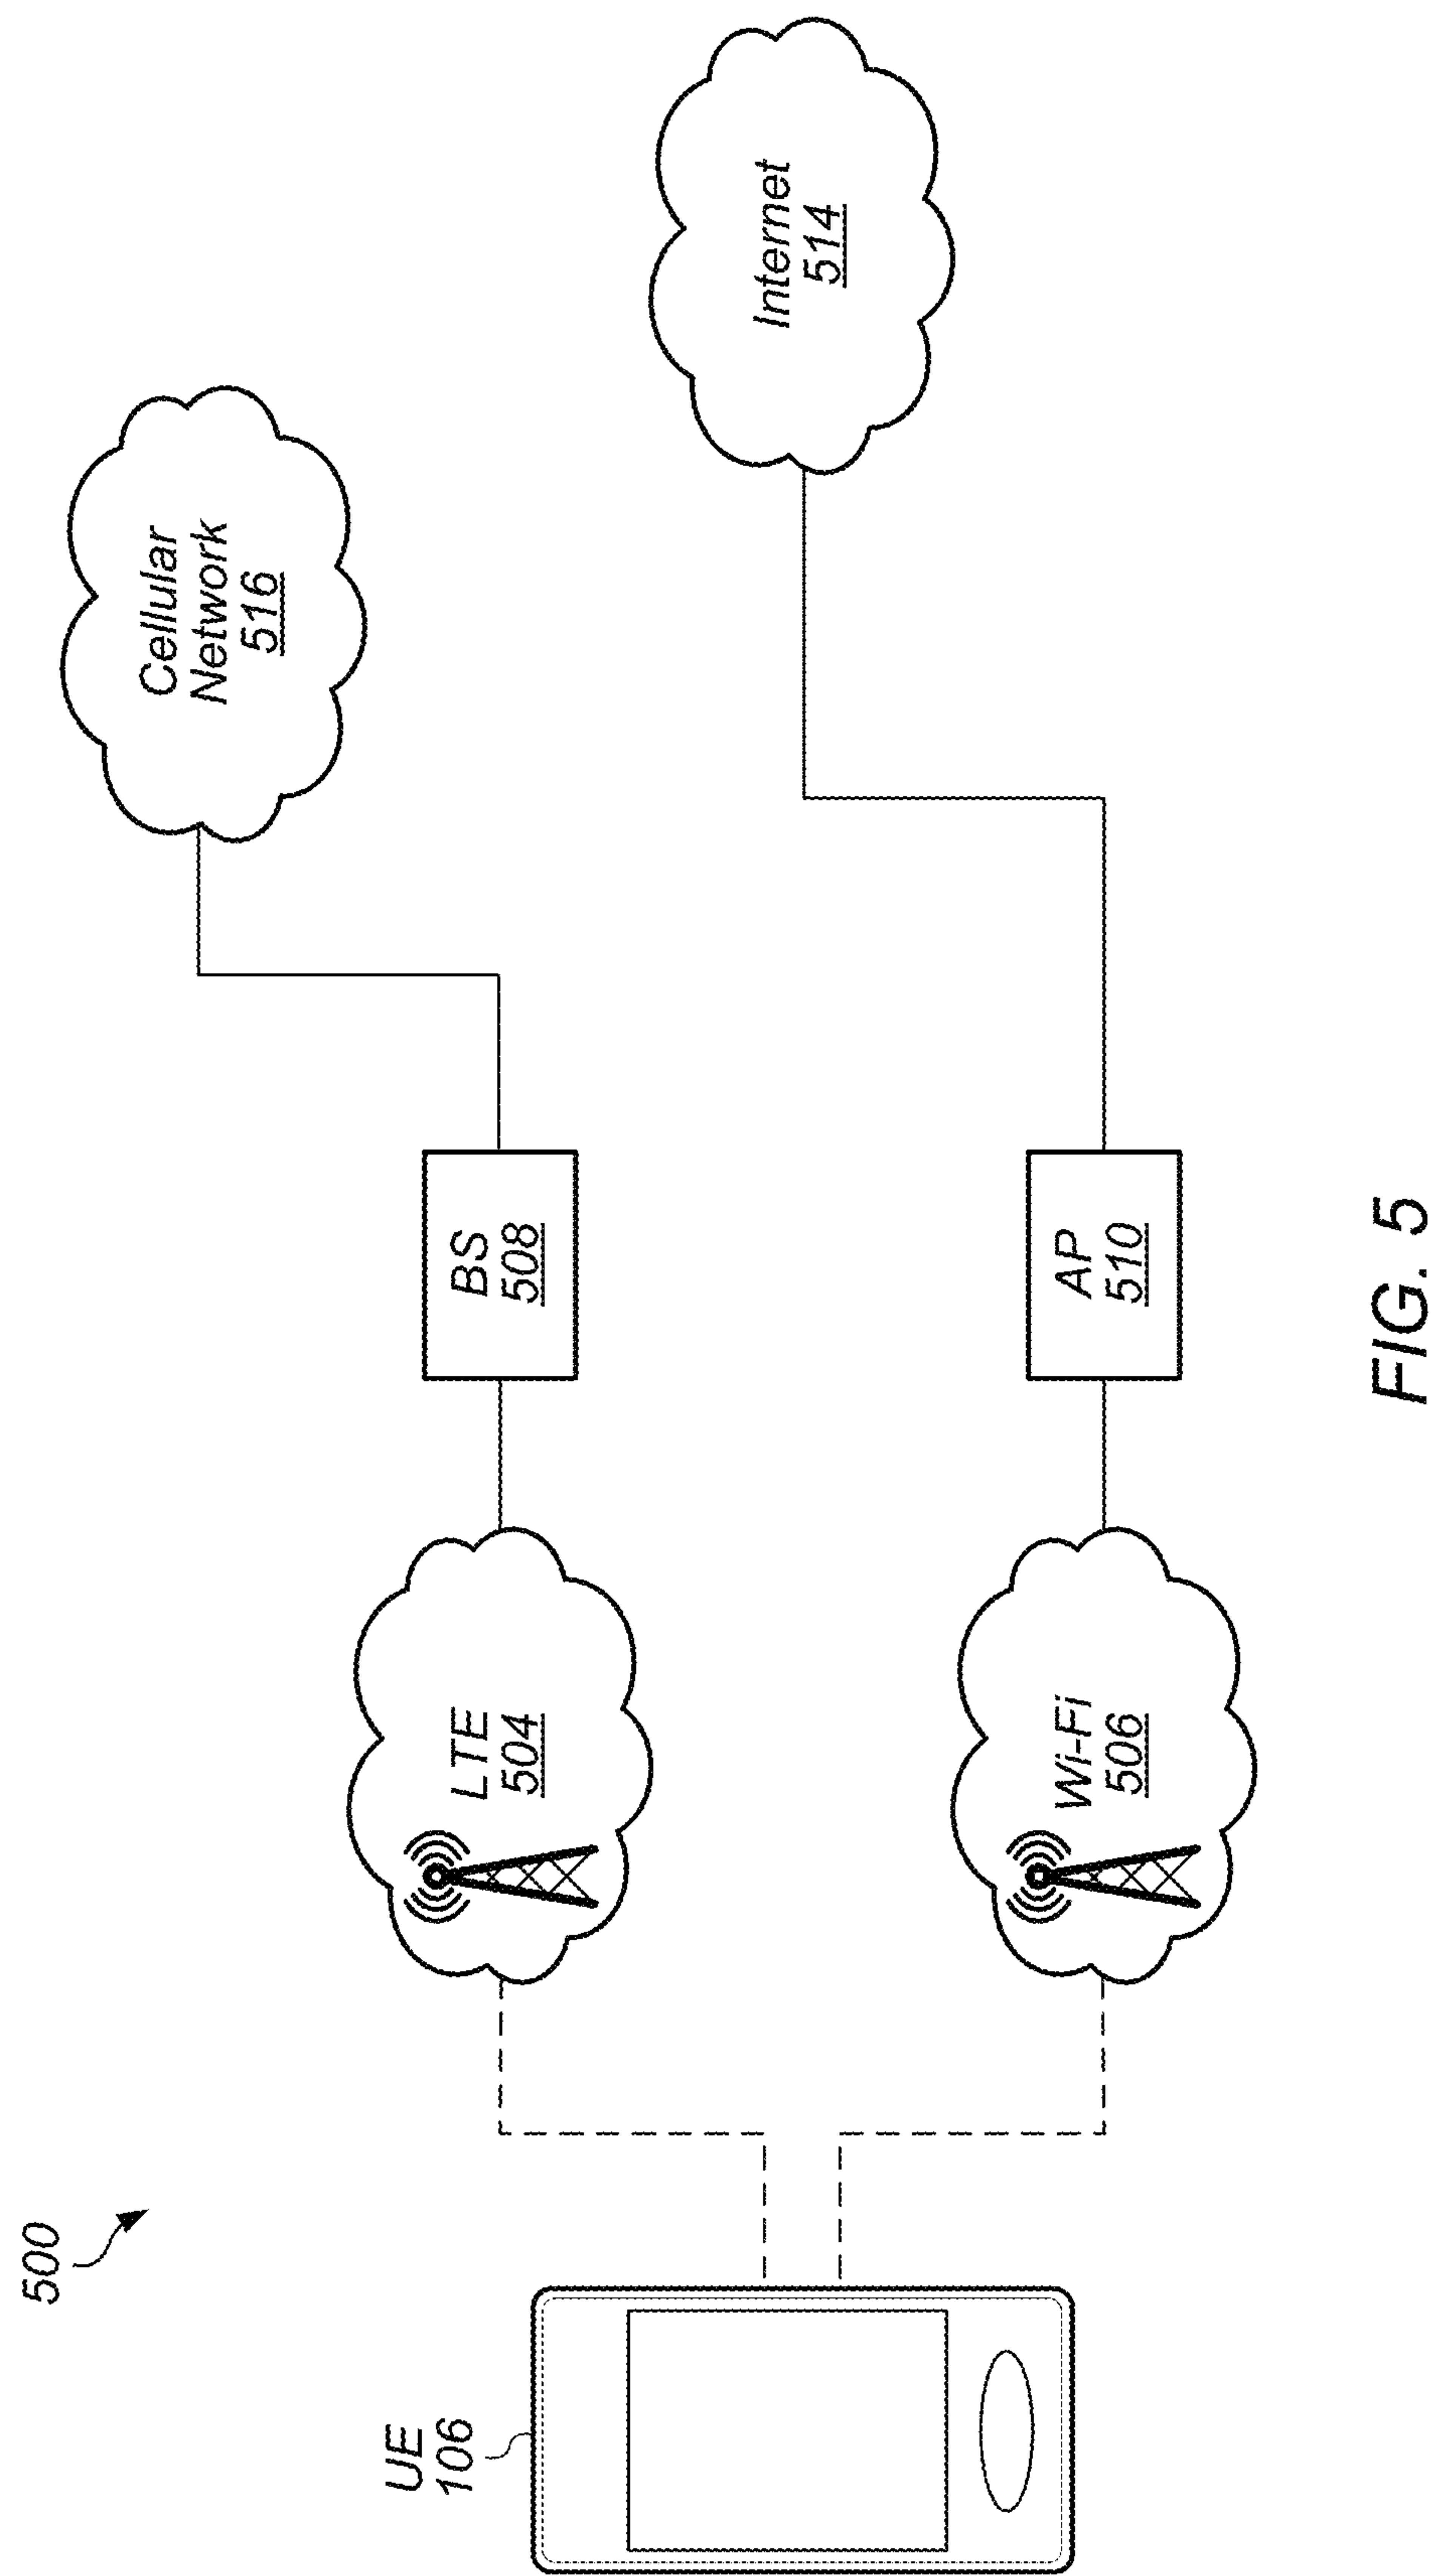 500
UE
106
LTE
504
Wi-Fi
506
BS
508
AP
510
Cellular
Network
516
Internet
514
FIG. 5